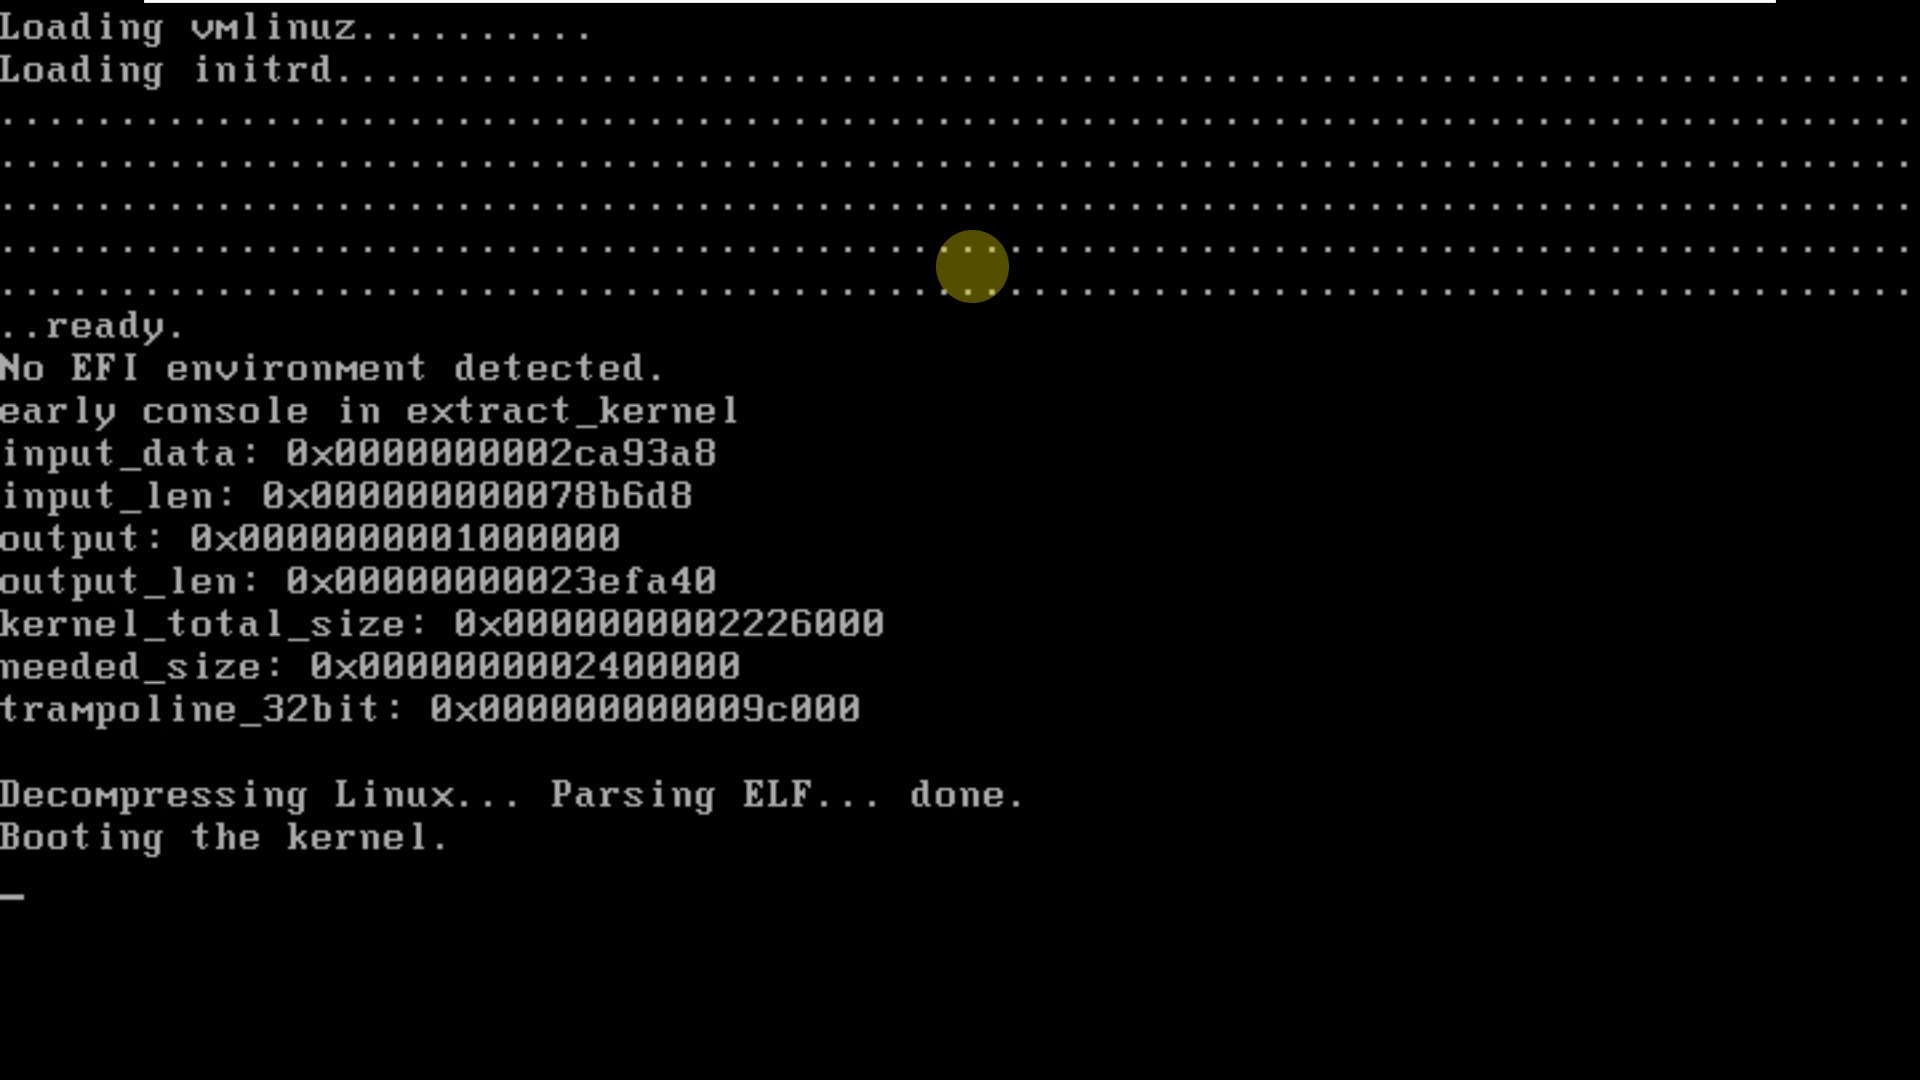 Loading vmlinuz..........
Loading initrd..................................................................
................................................................................
................................................................................
................................................................................
................................................................................
................................................................................
..ready.
No EFI environment detected.
early console in extract_kernel
input_data: 0x0000000002ca93a8
input_len: 0x000000000078b6d8
output: 0x0000000001000000
output_len: 0x00000000023efa40
kernel_total_size: 0x0000000002226000
needed_size: 0x0000000002400000
trampoline_32bit: 0x000000000009c000
Decompressing Linux... Parsing ELF... done.
Booting the kernel.
_